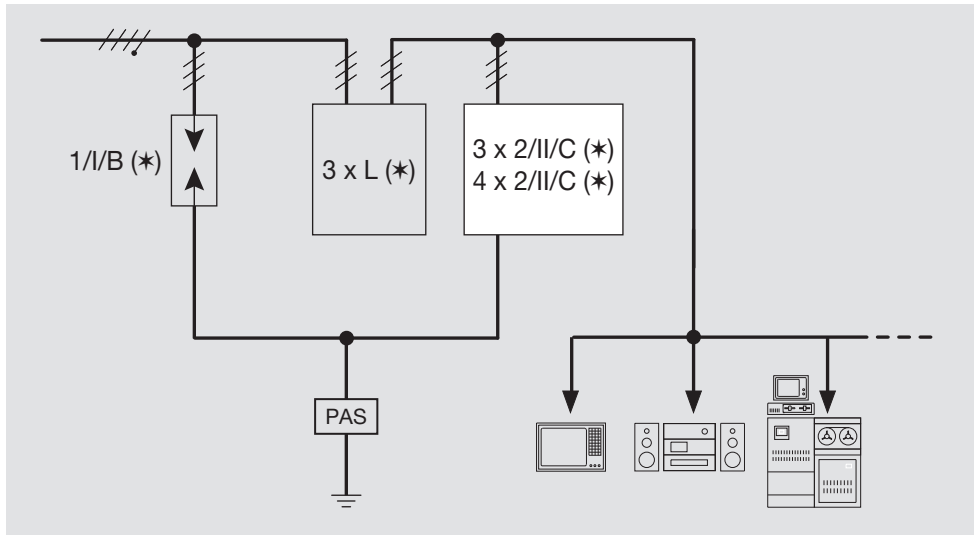 1/I/B (✶)
3 x L (✶)
3 x 2/II/C (✶)
4 x 2/II/C (✶)
PAS